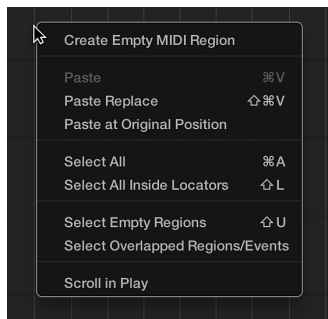 Create Empty MIDI Region
Paste ⌘V
Paste Replace ⇧⌘V
Paste at Original Position
Select All ⌘A
Select All Inside Locators ⇧L
Select Empty Regions ⇧U
Select Overlapped Regions/Events
Scroll in Play